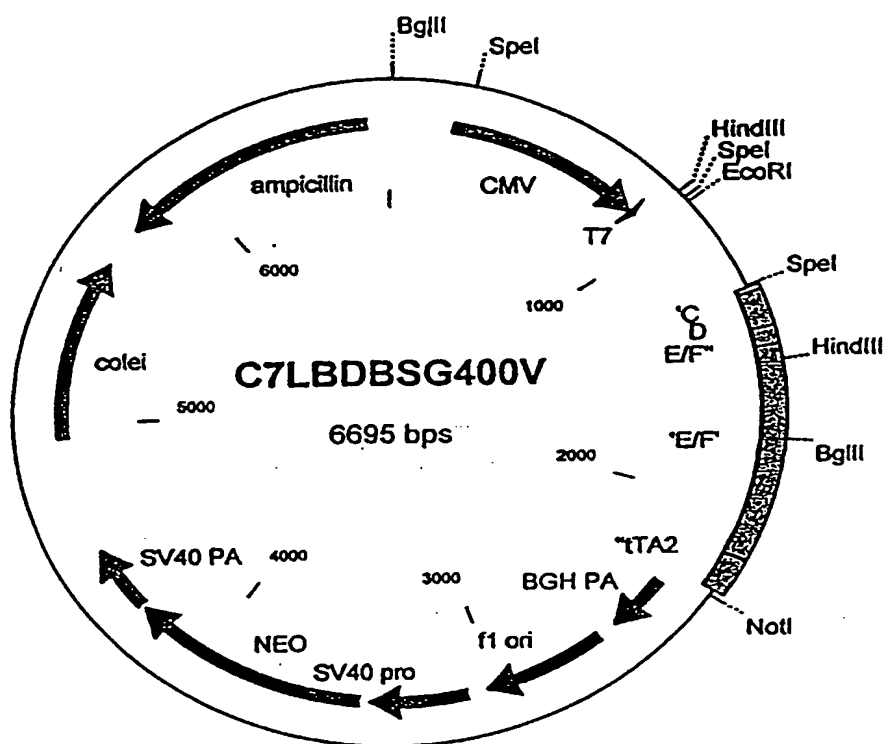 BglII
SpeI
HindIII
SpeI
EcoRI
ampicillin
CMV
T7
6000
1000
SpeI
'C
D
E/F"
HindIII
colei
C7LBDBSG400V
5000
6695 bps
2000
'E/F'
BglII
"tTA2
SV40 PA
4000
3000
BGH PA
NotI
NEO
f1 ori
SV40 pro